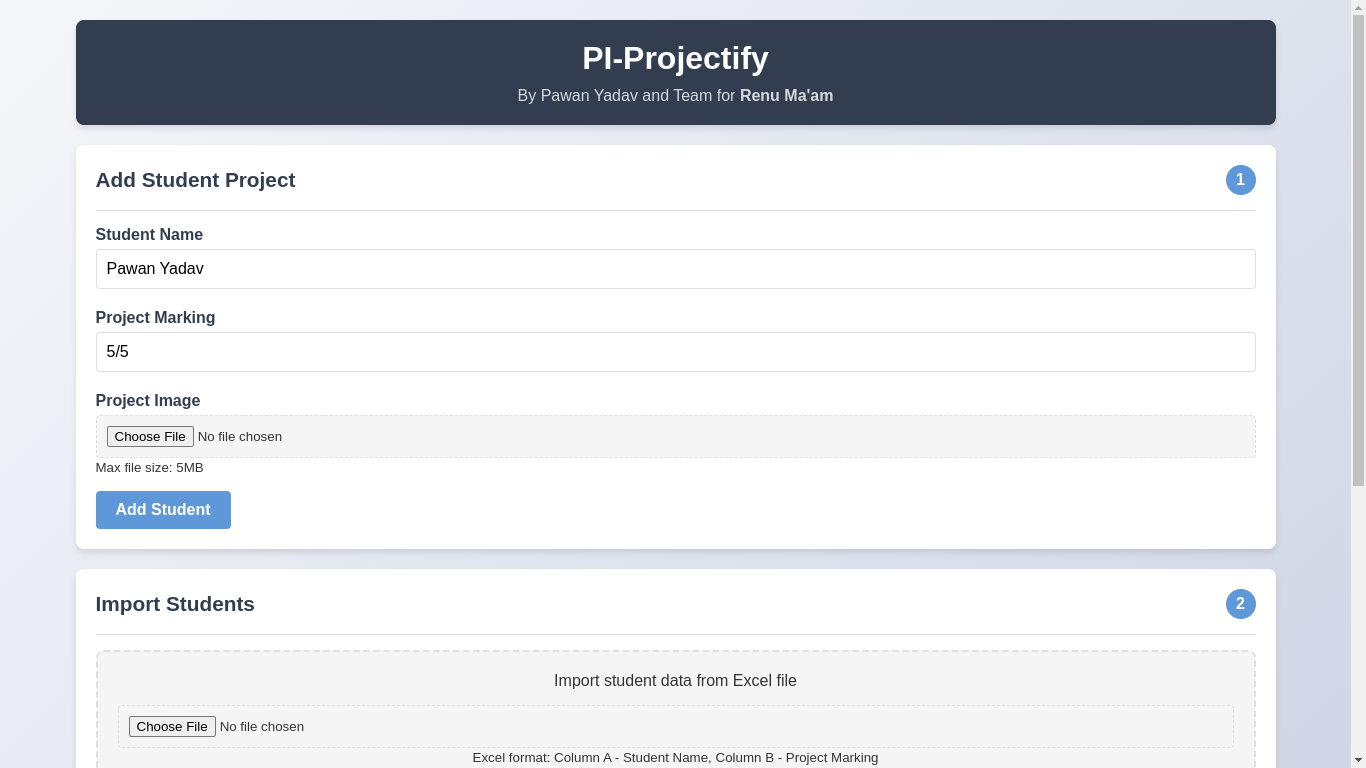 PI-Projectify
By Pawan Yadav and Team for Renu Ma'am
Add Student Project
1
Student Name
Pawan Yadav
Project Marking
5/5
Project Image
Choose File No file chosen
Max file size: 5MB
Add Student
Import Students
2
Import student data from Excel file
Choose File No file chosen
Excel format: Column A - Student Name, Column B - Project Marking